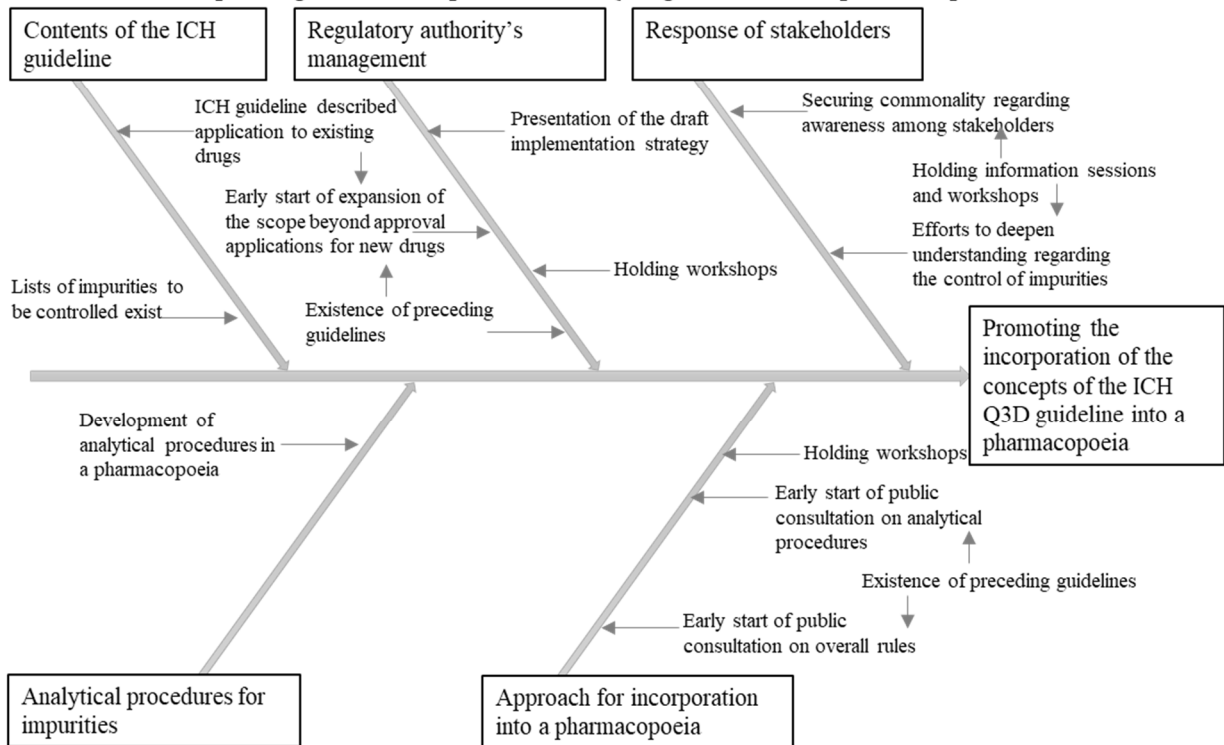 Contents of the ICH
guideline
Regulatory authority's
management
Response of stakeholders
ICH guideline described
application to existing
drugs
Early start of expansion of
the scope beyond approval
applications for new drugs
Lists of impurities to
be controlled exist
Existence of preceding
guidelines
Presentation of the draft
implementation strategy
Holding workshops
Securing commonality regarding
awareness among stakeholders
Holding information sessions
and workshops
Efforts to deepen
understanding regarding
the control of impurities
Promoting the
incorporation of the
concepts of the ICH
Q3D guideline into a
pharmacopoeia
Development of
analytical procedures in
a pharmacopoeia
Holding workshops
Early start of public
consultation on analytical
procedures
Existence of preceding guidelines
Early start of public
consultation on overall rules
Analytical procedures for
impurities
Approach for incorporation
into a pharmacopoeia